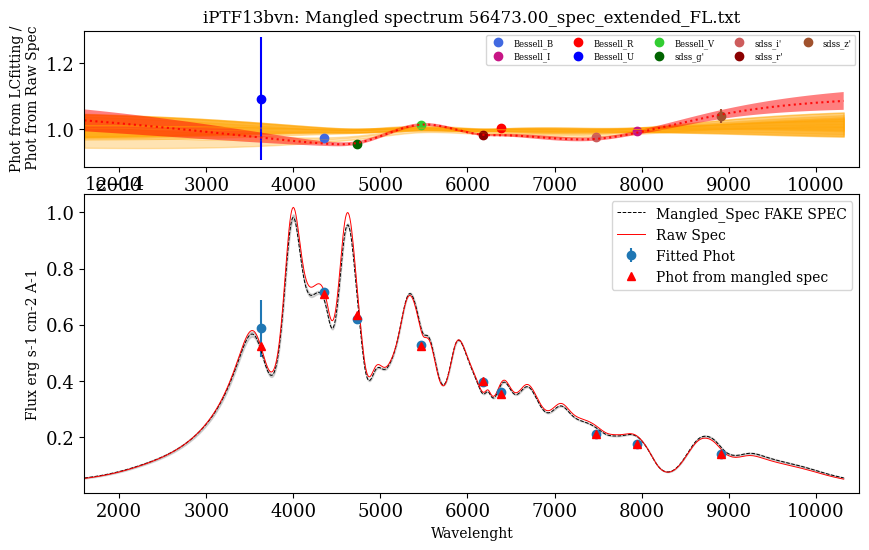 iPTF13bvn: Mangled spectrum 56473.00_spec_extended_FL.txt
Phot from LCfitting /
Phot from Raw Spec
1.2
1.0
Bessell_B
Bessell_R
Bessell_V
sdss_i'
sdss_z'
Bessell_I
Bessell_U
sdss_g'
sdss_r'
2000
3000
4000
5000
6000
7000
8000
9000
10000
1e−14
Flux erg s-1 cm-2 A-1
1.0
0.8
0.6
0.4
0.2
Mangled_Spec FAKE SPEC
Raw Spec
Fitted Phot
Phot from mangled spec
2000
3000
4000
5000
6000
7000
8000
9000
10000
Wavelenght